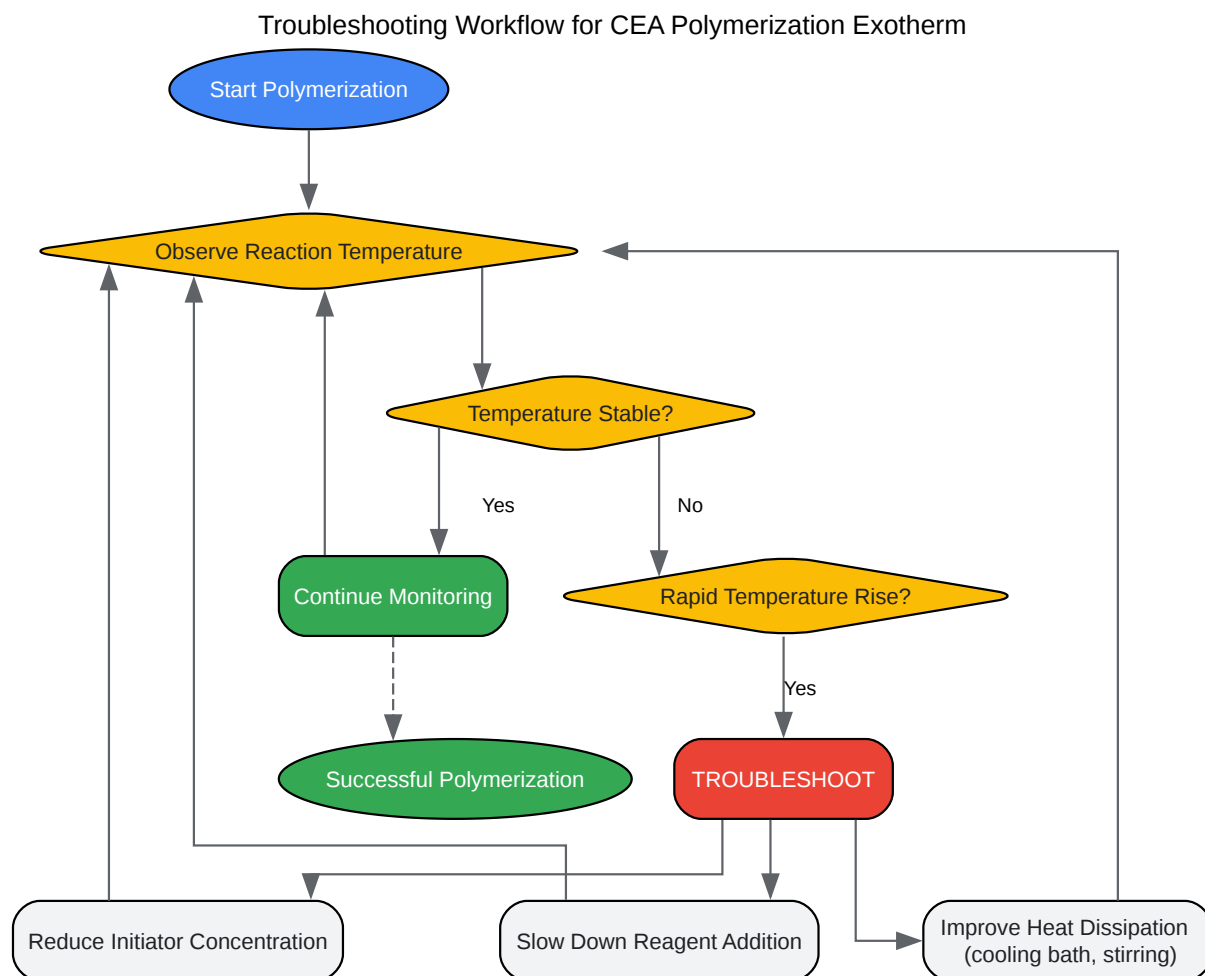 Troubleshooting Workflow for CEA Polymerization Exotherm
Start Polymerization
Observe Reaction Temperature
Temperature Stable?
Yes
No
Continue Monitoring
Rapid Temperature Rise?
Yes
Successful Polymerization
TROUBLESHOOT
Reduce Initiator Concentration
Slow Down Reagent Addition
Improve Heat Dissipation
(cooling bath, stirring)